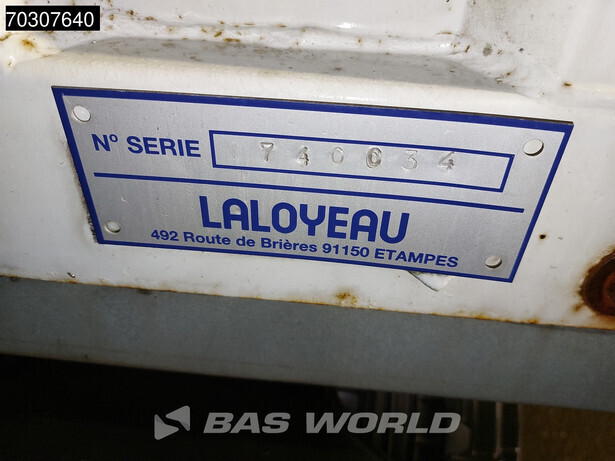 70307640
N° SERIE 740034
LALOYEAU
492 Route de Brières 91150 ETAMPES
BAS WORLD